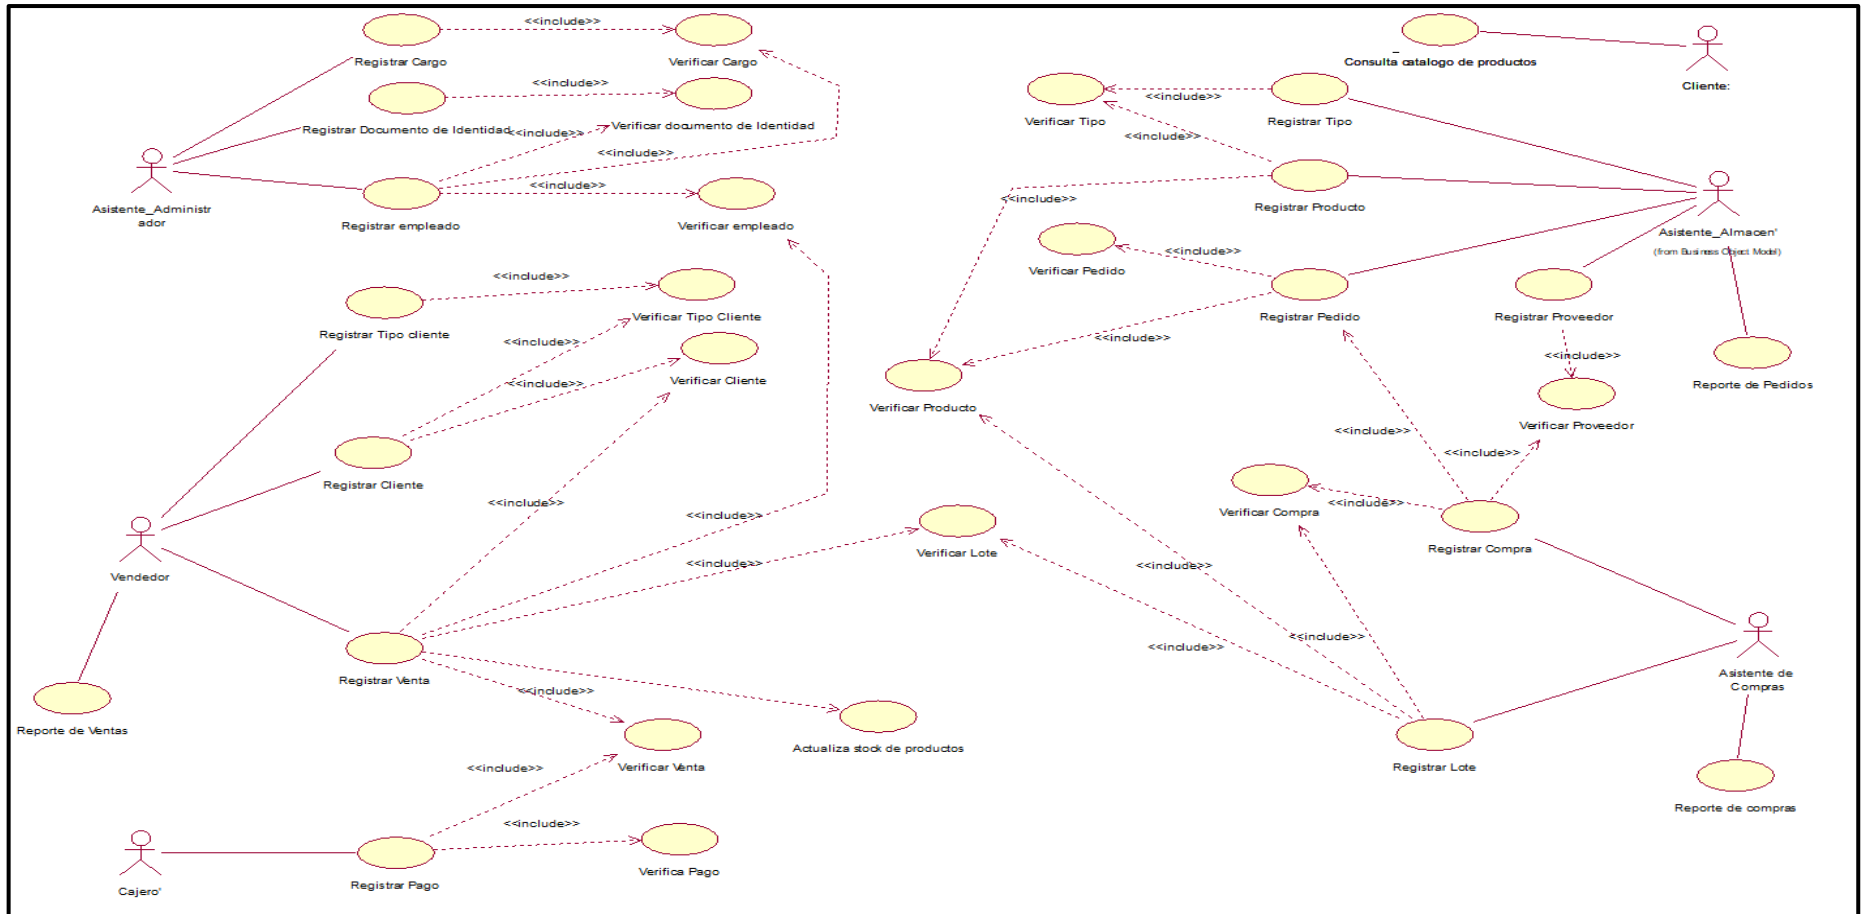 <<include>>
Registrar Cargo
Verificar Cargo
<<include>>
Registrar Documento de Identidad
<<include>>
Verificar documento de Identidad
<<include>>
<<include>>
Asistente_Administr
ador
Registrar empleado
Verificar empleado
<<include>>
Registrar Tipo cliente
Verificar Tipo Cliente
<<include>>
<<include>>
Verificar Cliente
Registrar Cliente
<<include>>
<<include>>
<<include>>
Verificar Lote
Vendedor
Registrar Venta
<<include>>
Reporte de Ventas
Actualiza stock de productos
Verificar Venta
<<include>>
<<include>>
Registrar Pago
Verifica Pago
Cajero'
Consulta catalogo de productos
Cliente:
<<include>>
Verificar Tipo
Registrar Tipo
<<include>>
<<include>>
Registrar Producto
Asistente_Almacen'
(from Business Object Model)
<<include>>
Verificar Pedido
Registrar Pedido
Registrar Proveedor
<<include>>
<<include>>
Reporte de Pedidos
Verificar Producto
Verificar Proveedor
<<include>>
<<include>>
<<include>>
Verificar Compra
Registrar Compra
<<include>>
<<include>>
<<include>>
Asistente de
Compras
Registrar Lote
Reporte de compras